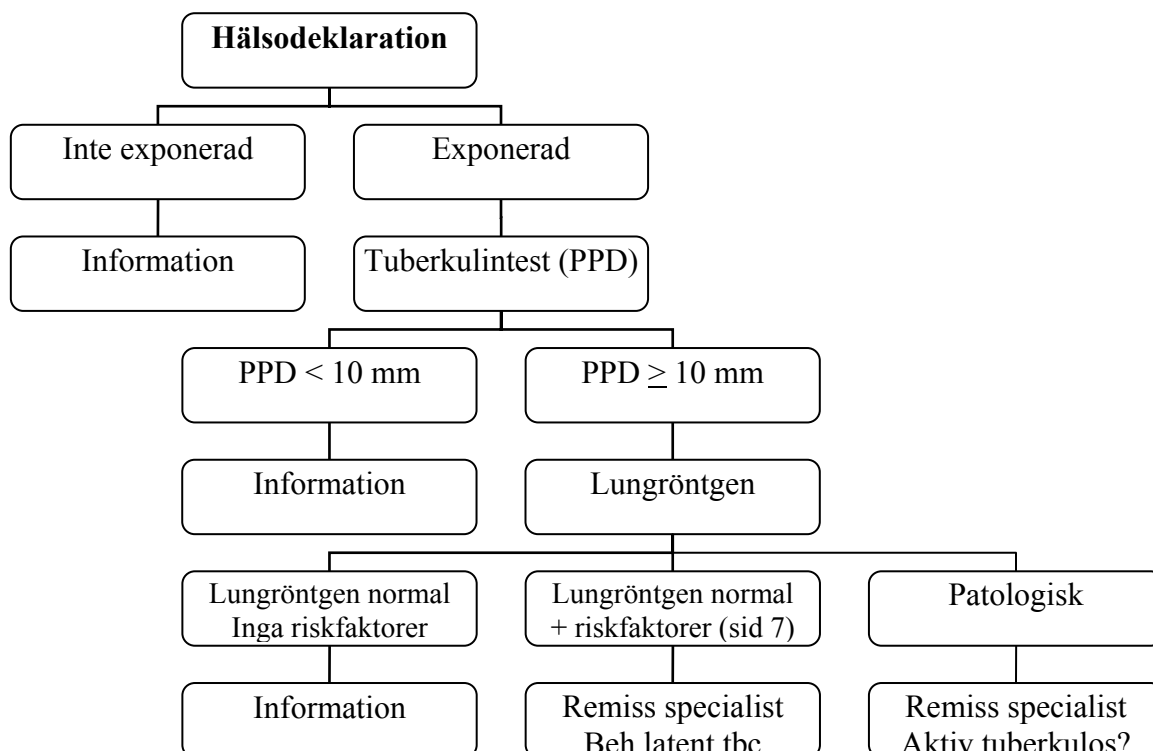 Hälsodeklaration
Inte exponerad
Exponerad
Information
Tuberkulintest (PPD)
PPD < 10 mm
PPD ≥ 10 mm
Information
Lungröntgen
Lungröntgen normal
Inga riskfaktorer
Lungröntgen normal
+ riskfaktorer (sid 7)
Patologisk
Information
Remiss specialist
Beh latent tbc
Remiss specialist
Aktiv tuberkulos?